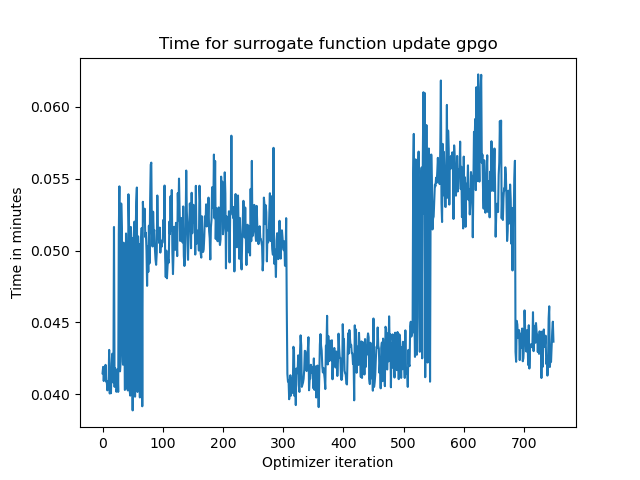 Time for surrogate function update gpgo
0.060
0.055
0.050
0.045
0.040
Time in minutes
0 100 200 300 400 500 600 700
Optimizer iteration